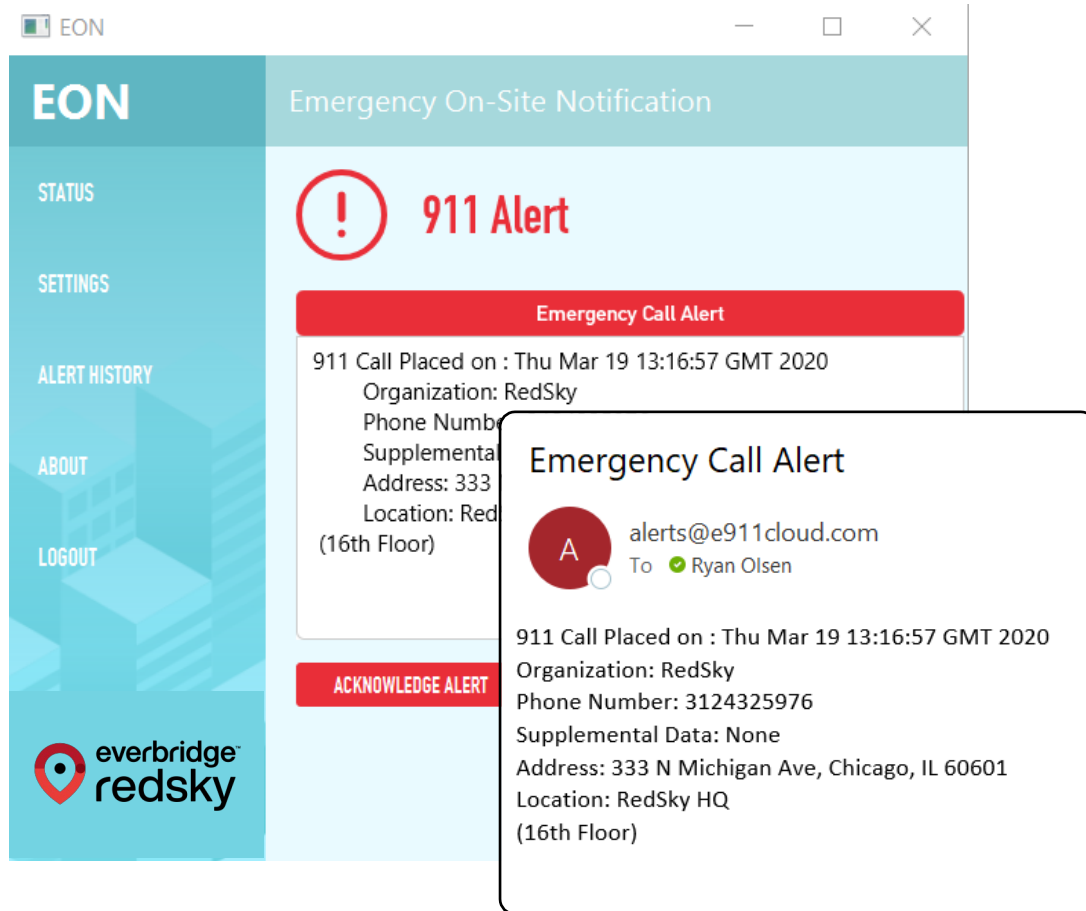 EON
EON
Emergency On-Site Notification
STATUS
SETTINGS
ALERT HISTORY
ABOUT
LOGOUT
everbridge™
redsky
911 Alert
Emergency Call Alert
911 Call Placed on : Thu Mar 19 13:16:57 GMT 2020
Organization: RedSky
Phone
Supplemental
Address: 333
Location:
(16th Floor)
ACKNOWLEDGE ALERT
Emergency Call Alert
A
alerts@e911cloud.com
To Ryan Olsen
911 Call Placed on : Thu Mar 19 13:16:57 GMT 2020
Organization: RedSky
Phone Number: 3124325976
Supplemental Data: None
Address: 333 N Michigan Ave, Chicago, IL 60601
Location: RedSky HQ
(16th Floor)